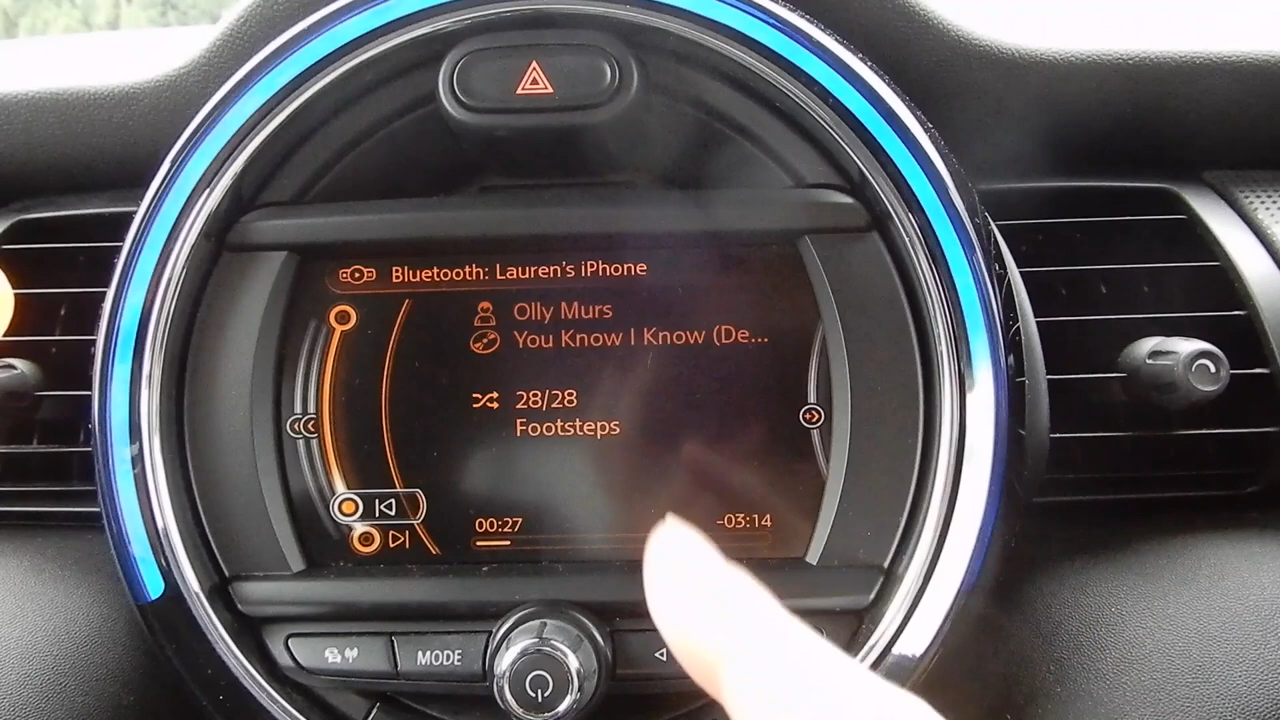 Bluetooth: Lauren's iPhone
Olly Murs
You Know I Know (De...
28/28
Footsteps
00:27
-03:14
MODE